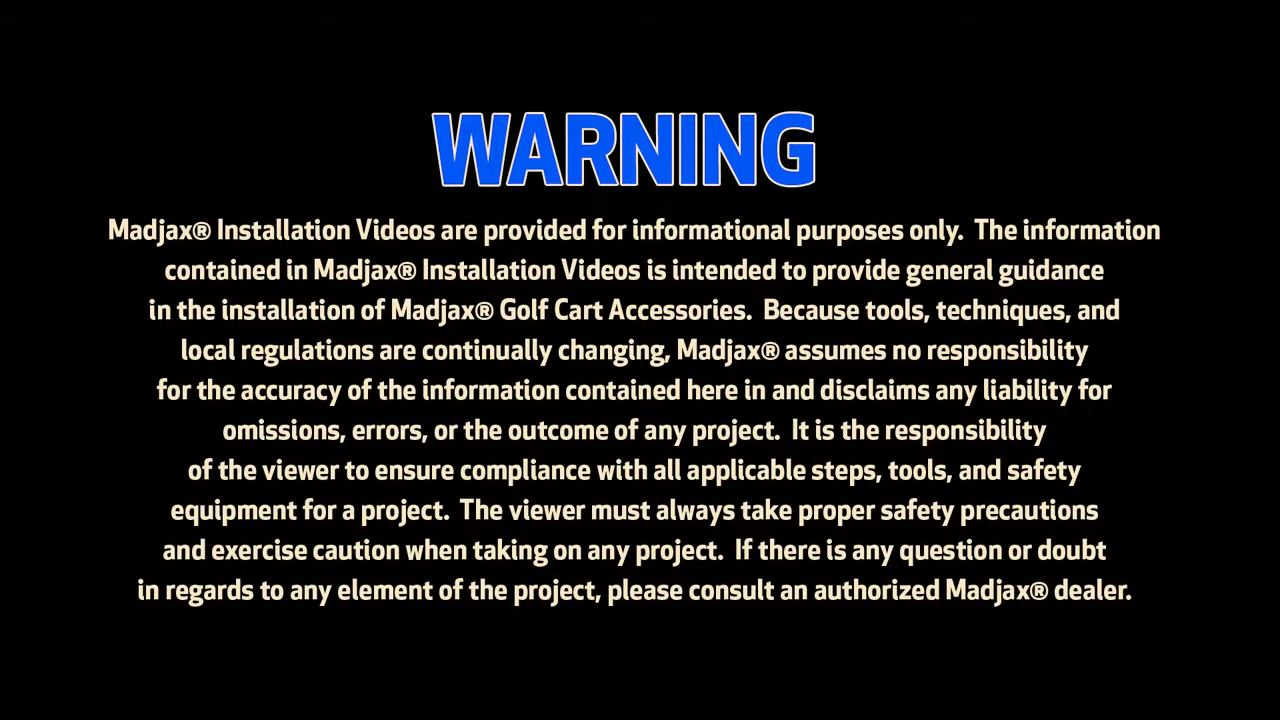 WARNING
Madjax® Installation Videos are provided for informational purposes only. The information
contained in Madjax® Installation Videos is intended to provide general guidance
in the installation of Madjax® Golf Cart Accessories. Because tools, techniques, and
local regulations are continually changing, Madjax® assumes no responsibility
for the accuracy of the information contained here in and disclaims any liability for
omissions, errors, or the outcome of any project. It is the responsibility
of the viewer to ensure compliance with all applicable steps, tools, and safety
equipment for a project. The viewer must always take proper safety precautions
and exercise caution when taking on any project. If there is any question or doubt
in regards to any element of the project, please consult an authorized Madjax® dealer.